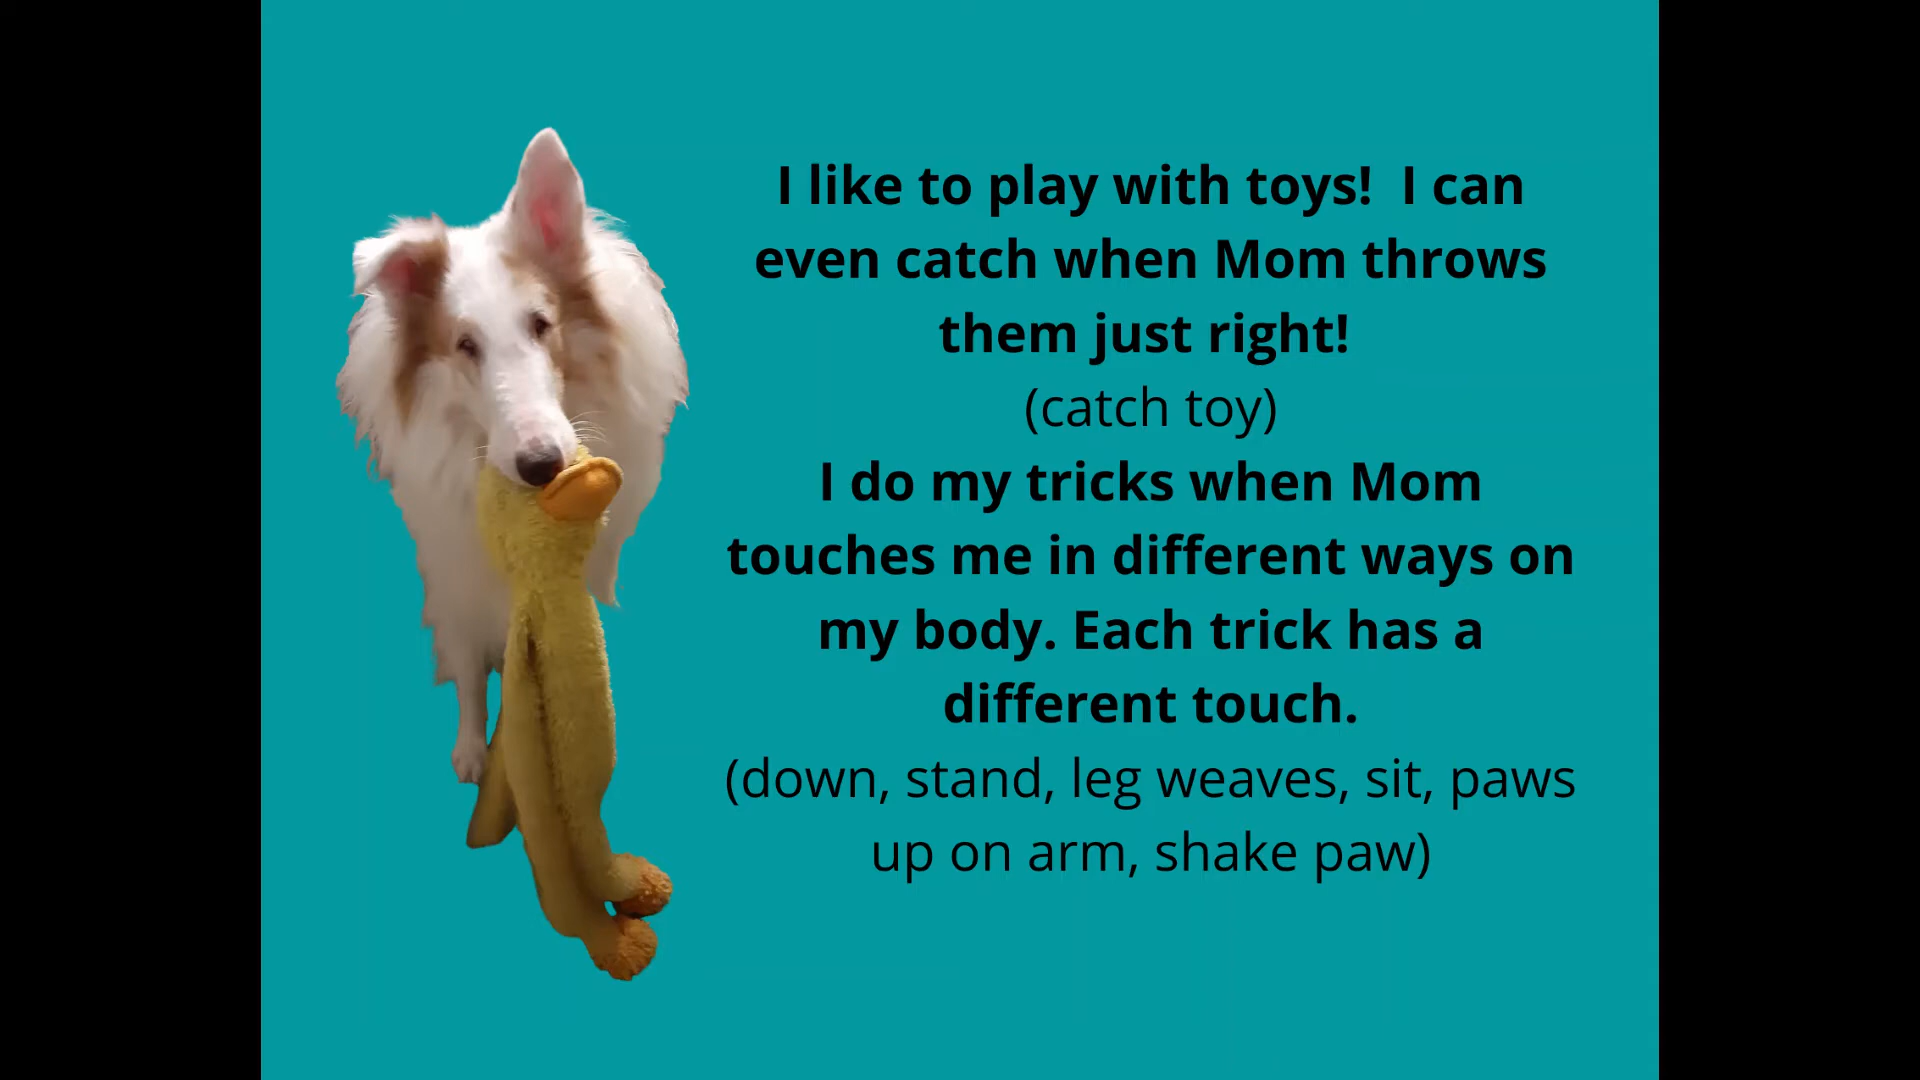 I like to play with toys!  I can
even catch when Mom throws
them just right!
(catch toy)
I do my tricks when Mom
touches me in different ways on
my body. Each trick has a
different touch.
(down, stand, leg weaves, sit, paws
up on arm, shake paw)